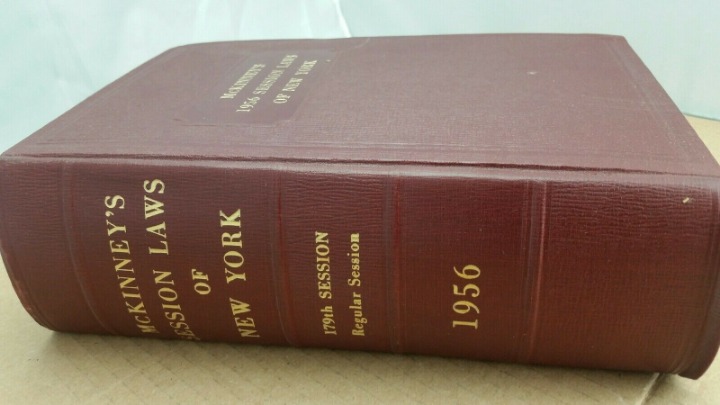 McKINNEY'S
1956 SESSION LAWS
OF NEW YORK
MCKINNEY'S
SESSION LAWS
OF
NEW YORK
179th SESSION
Regular Session
1956